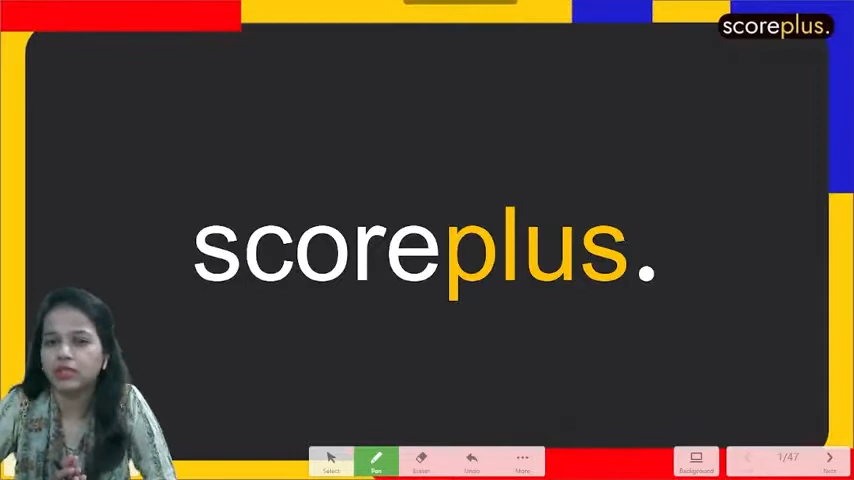 scoreplus.
scoreplus.
Select
Pen
Eraser
Undo
More
Background
1/47
Next